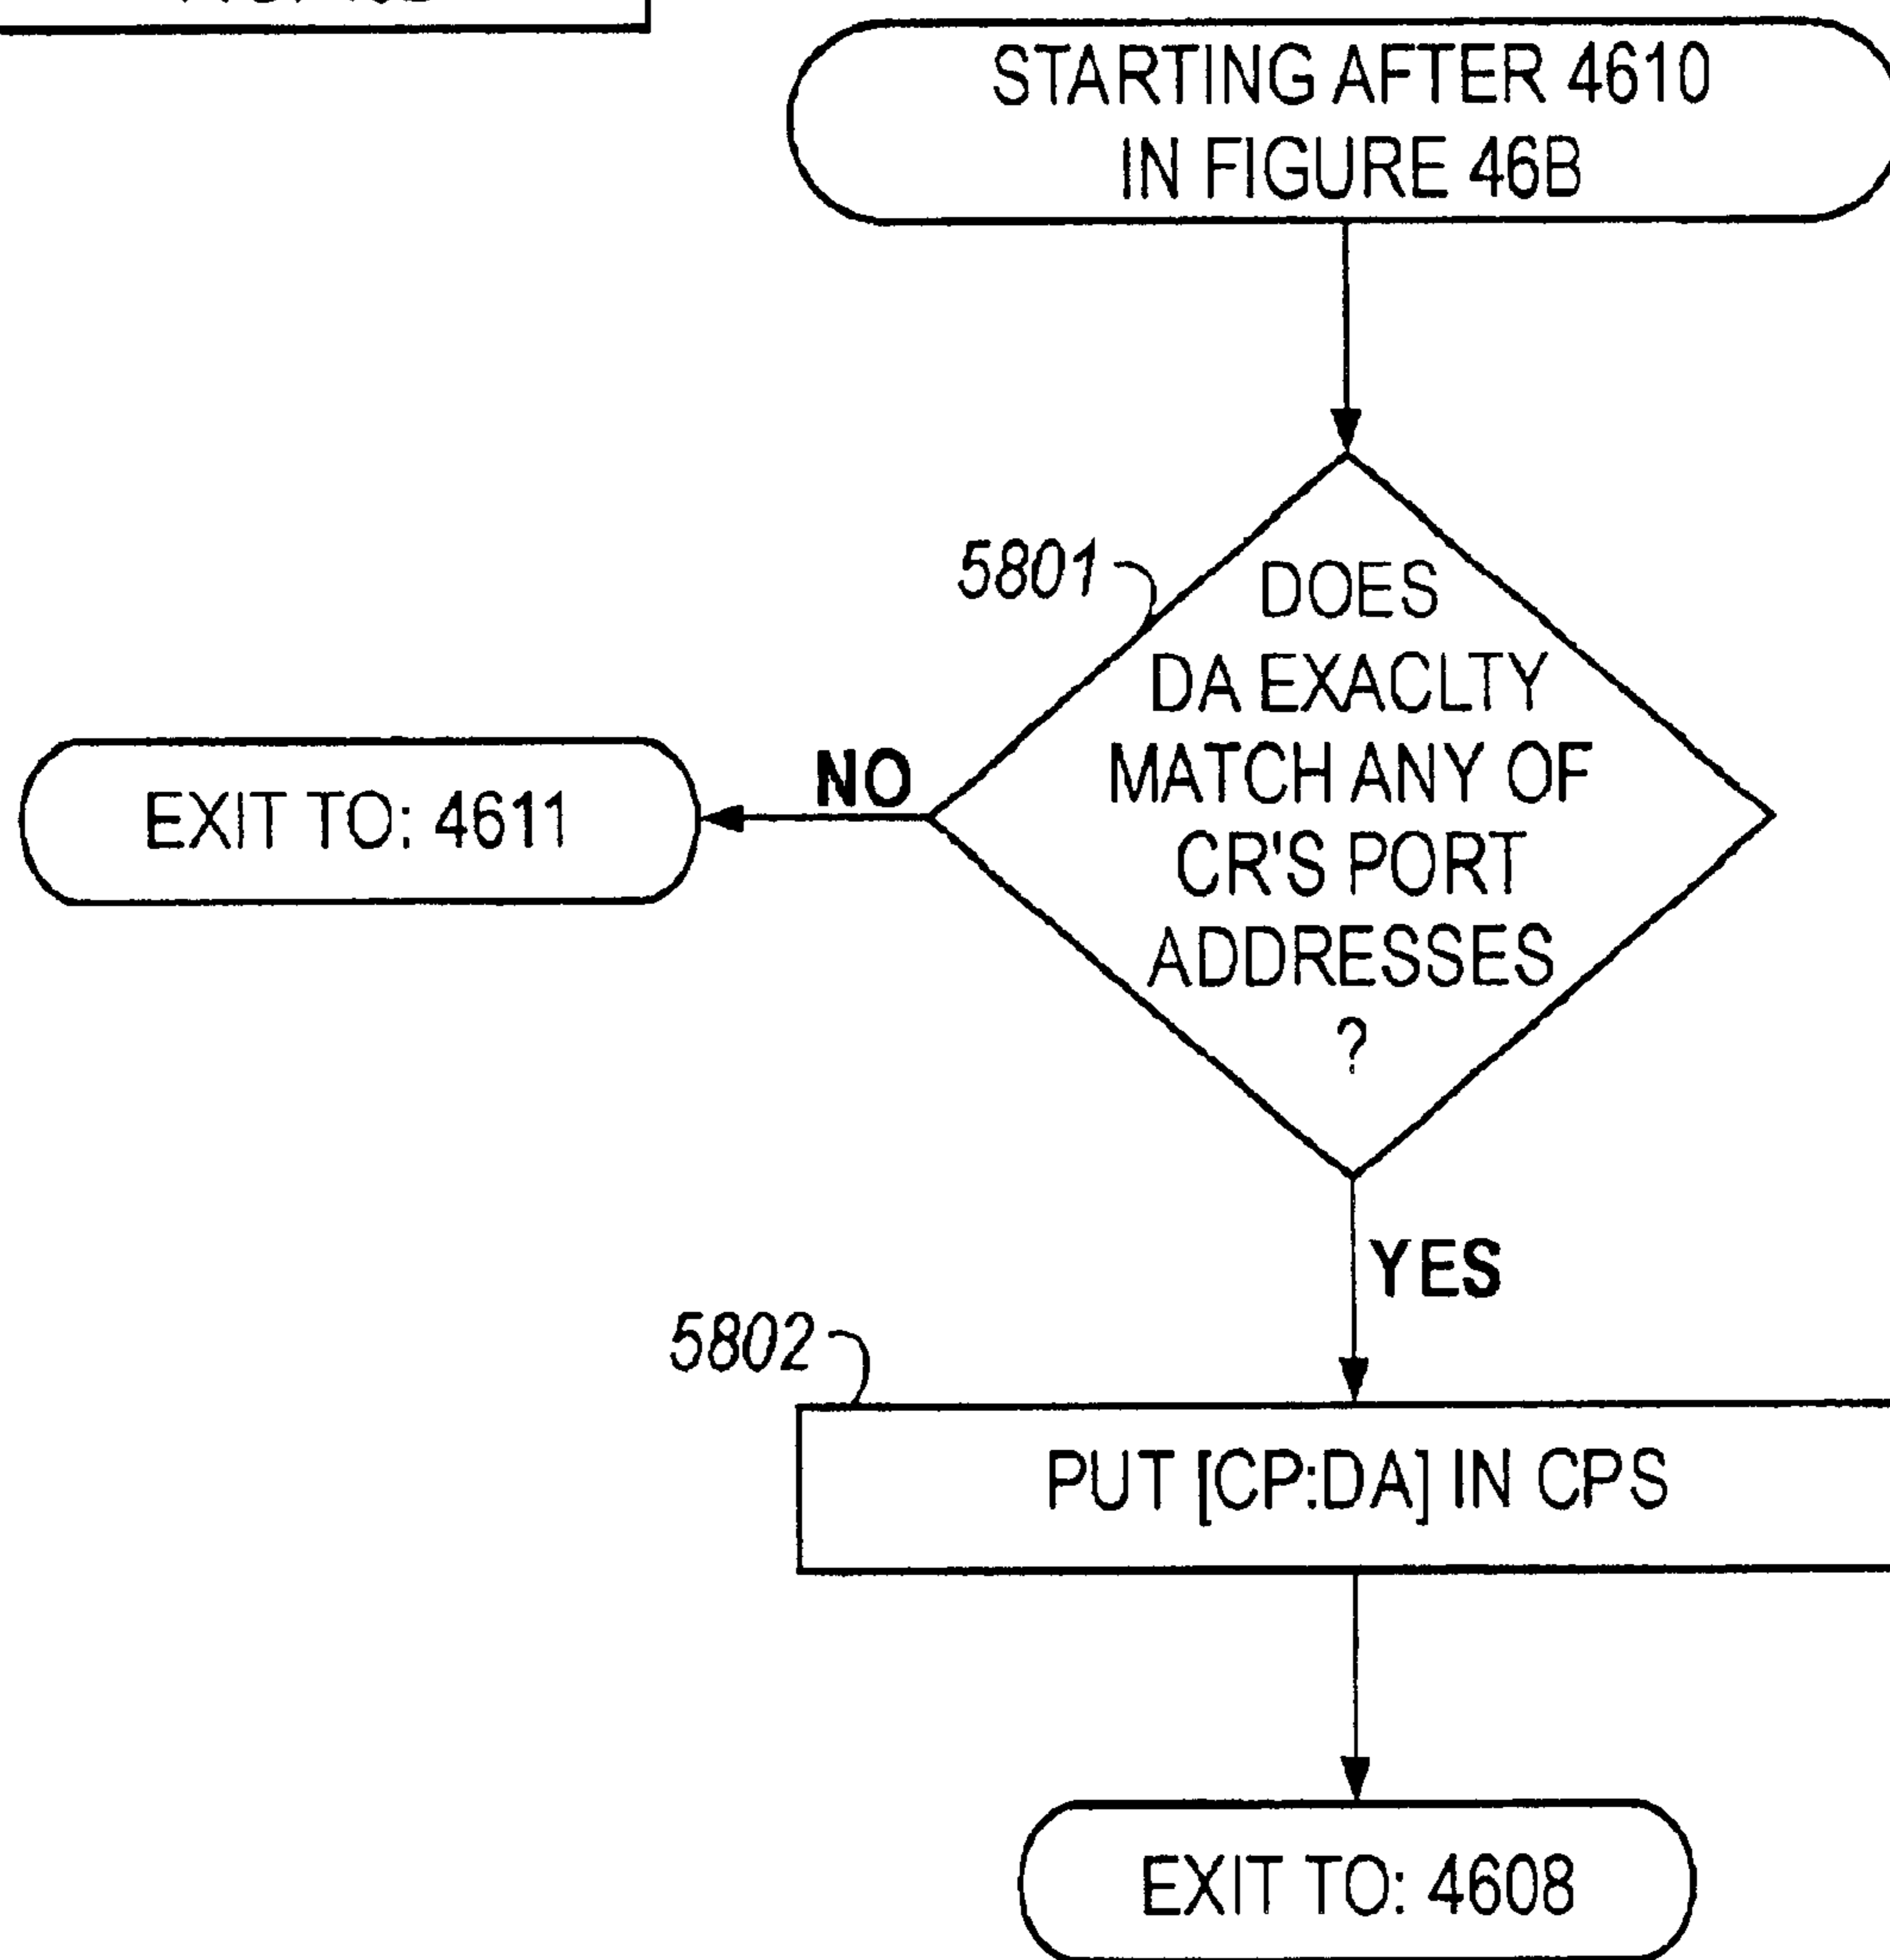 STARTING AFTER 4610
IN FIGURE 46B
5801
DOES
DA EXACLTY
MATCH ANY OF
CR'S PORT
ADDRESSES
?
NO
EXIT TO: 4611
YES
5802
PUT [CP:DA] IN CPS
EXIT TO: 4608